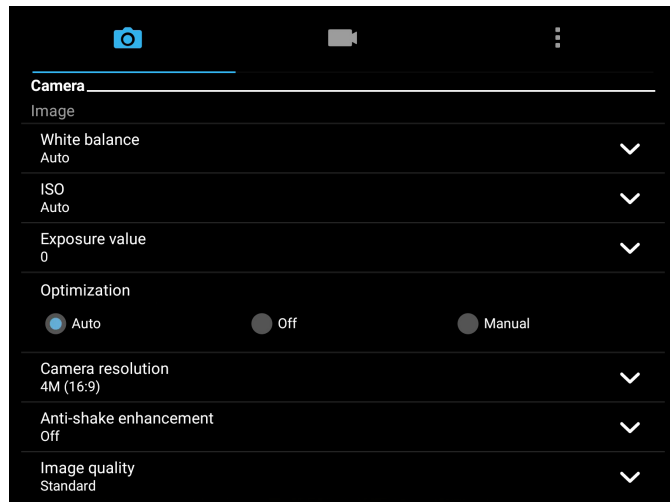 Camera
Image
White balance
Auto
ISO
Auto
Exposure value
0
Optimization
Auto Off Manual
Camera resolution
4M (16:9)
Anti-shake enhancement
Off
Image quality
Standard